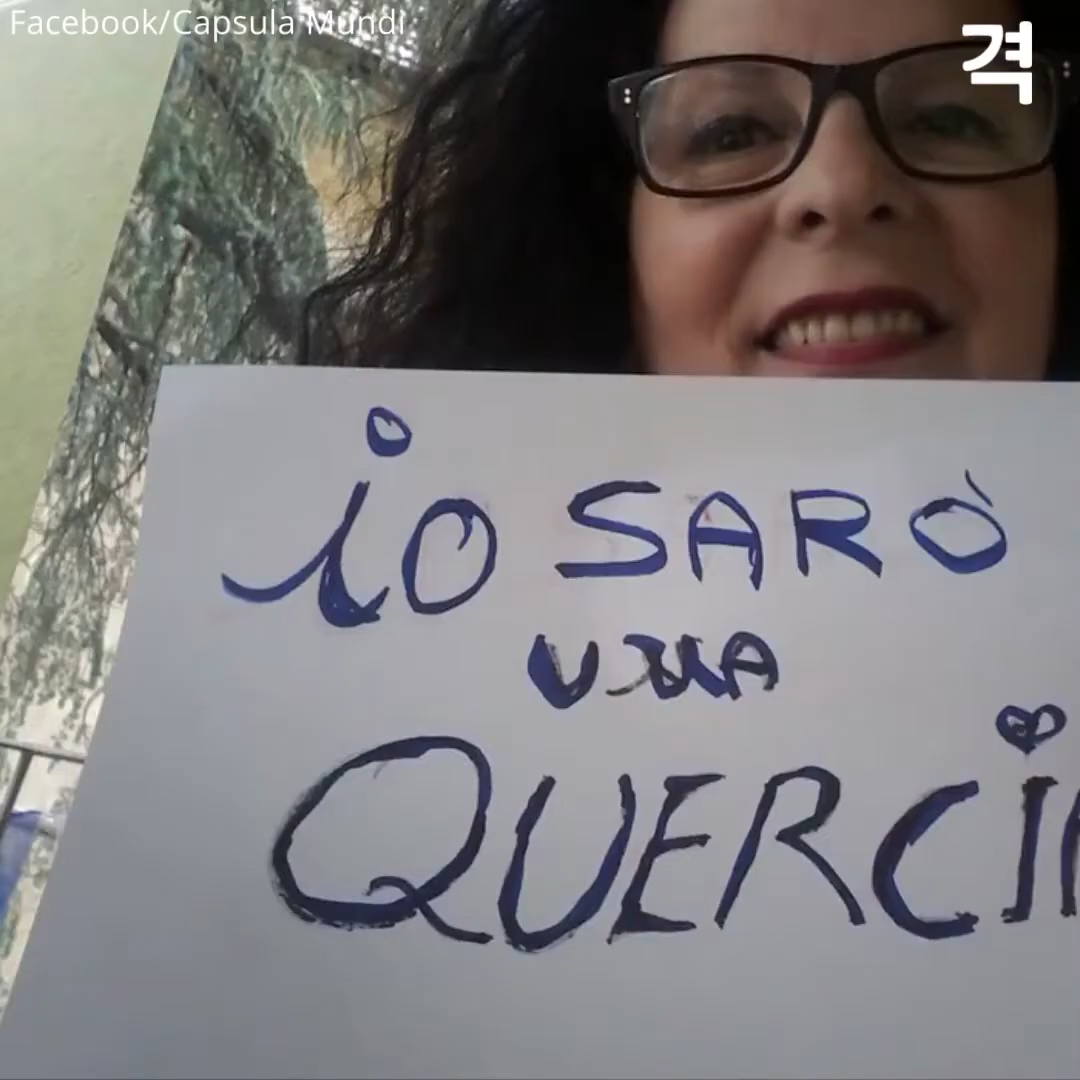 Facebook/Capsula Mundi
격
iO SARÒ
UNA
QUERCI